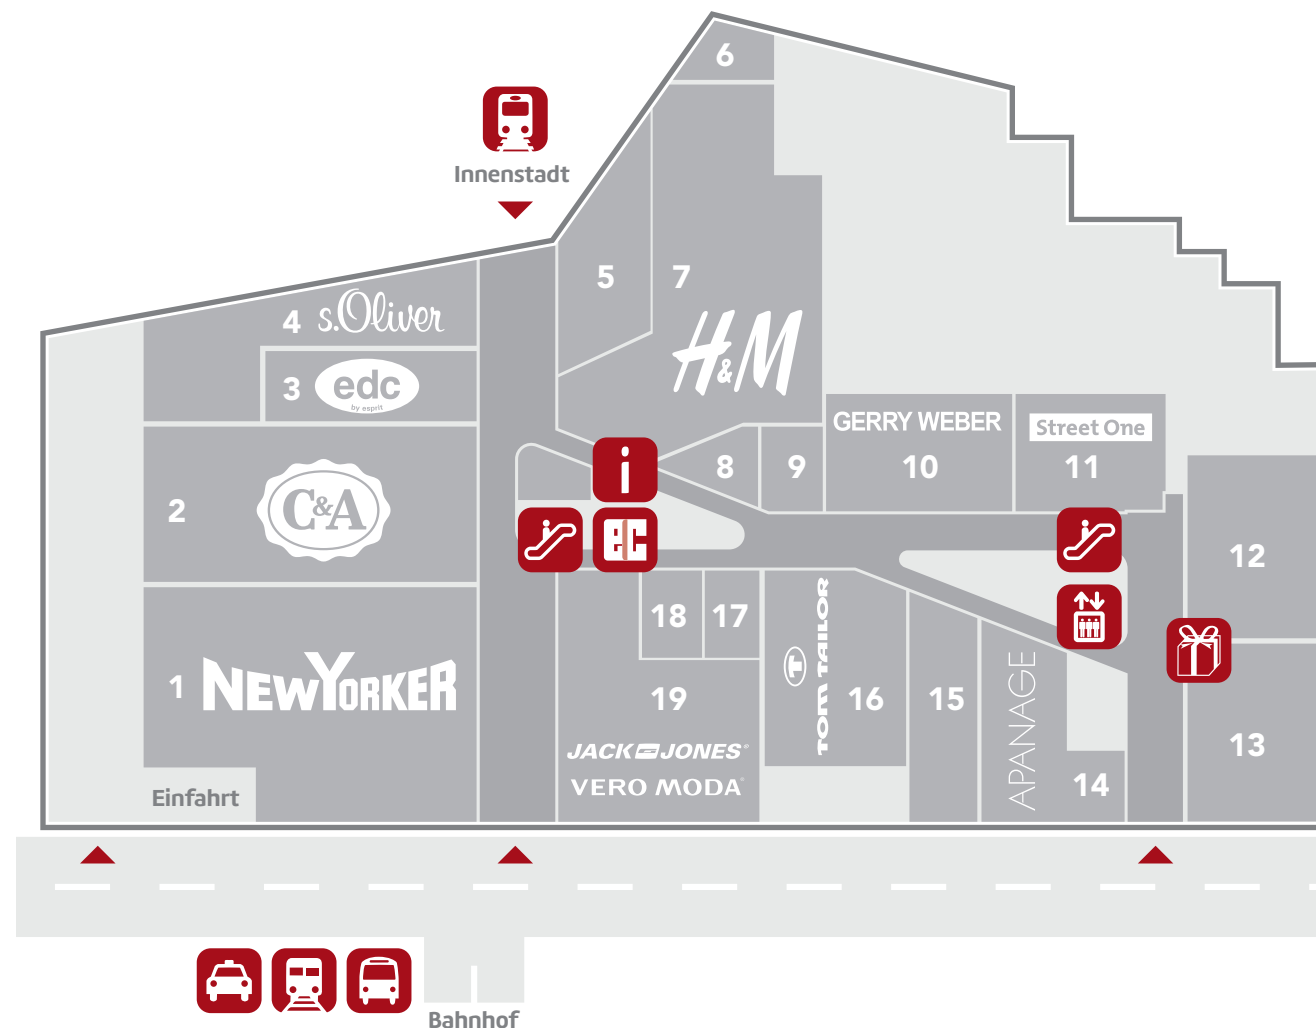 6
Innenstadt
5
7
4 s.Oliver
H&M
3 edc
by esprit
GERRY WEBER
Street One
8
9
10
11
i
2 C&A
EC
12
18
17
TOM TAILOR
T
1 NEWYORKER
19
16
15
APANAGE
13
JACK JONES®
VERO MODA®
14
Einfahrt
Bahnhof